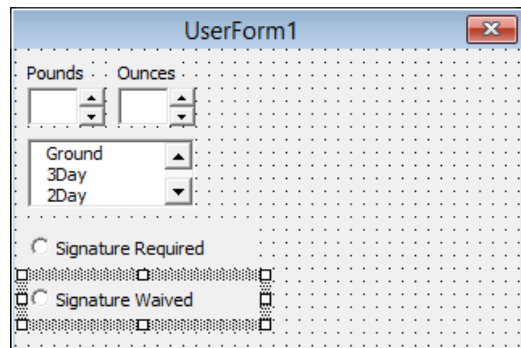 UserForm1
Pounds Ounces
Ground
3Day
2Day
Signature Required
Signature Waived